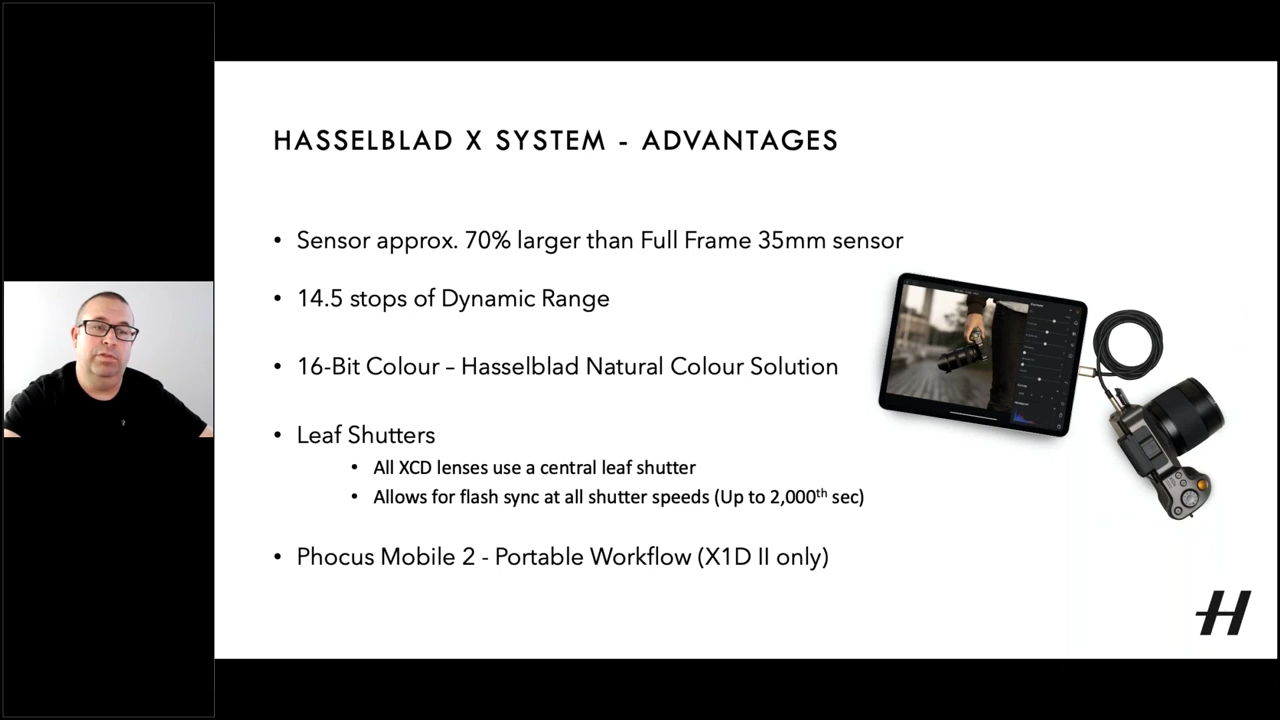 HASSELBLAD X SYSTEM - ADVANTAGES
• Sensor approx. 70% larger than Full Frame 35mm sensor
• 14.5 stops of Dynamic Range
• 16-Bit Colour – Hasselblad Natural Colour Solution
• Leaf Shutters
• All XCD lenses use a central leaf shutter
• Allows for flash sync at all shutter speeds (Up to 2,000th sec)
• Phocus Mobile 2 - Portable Workflow (X1D II only)
H